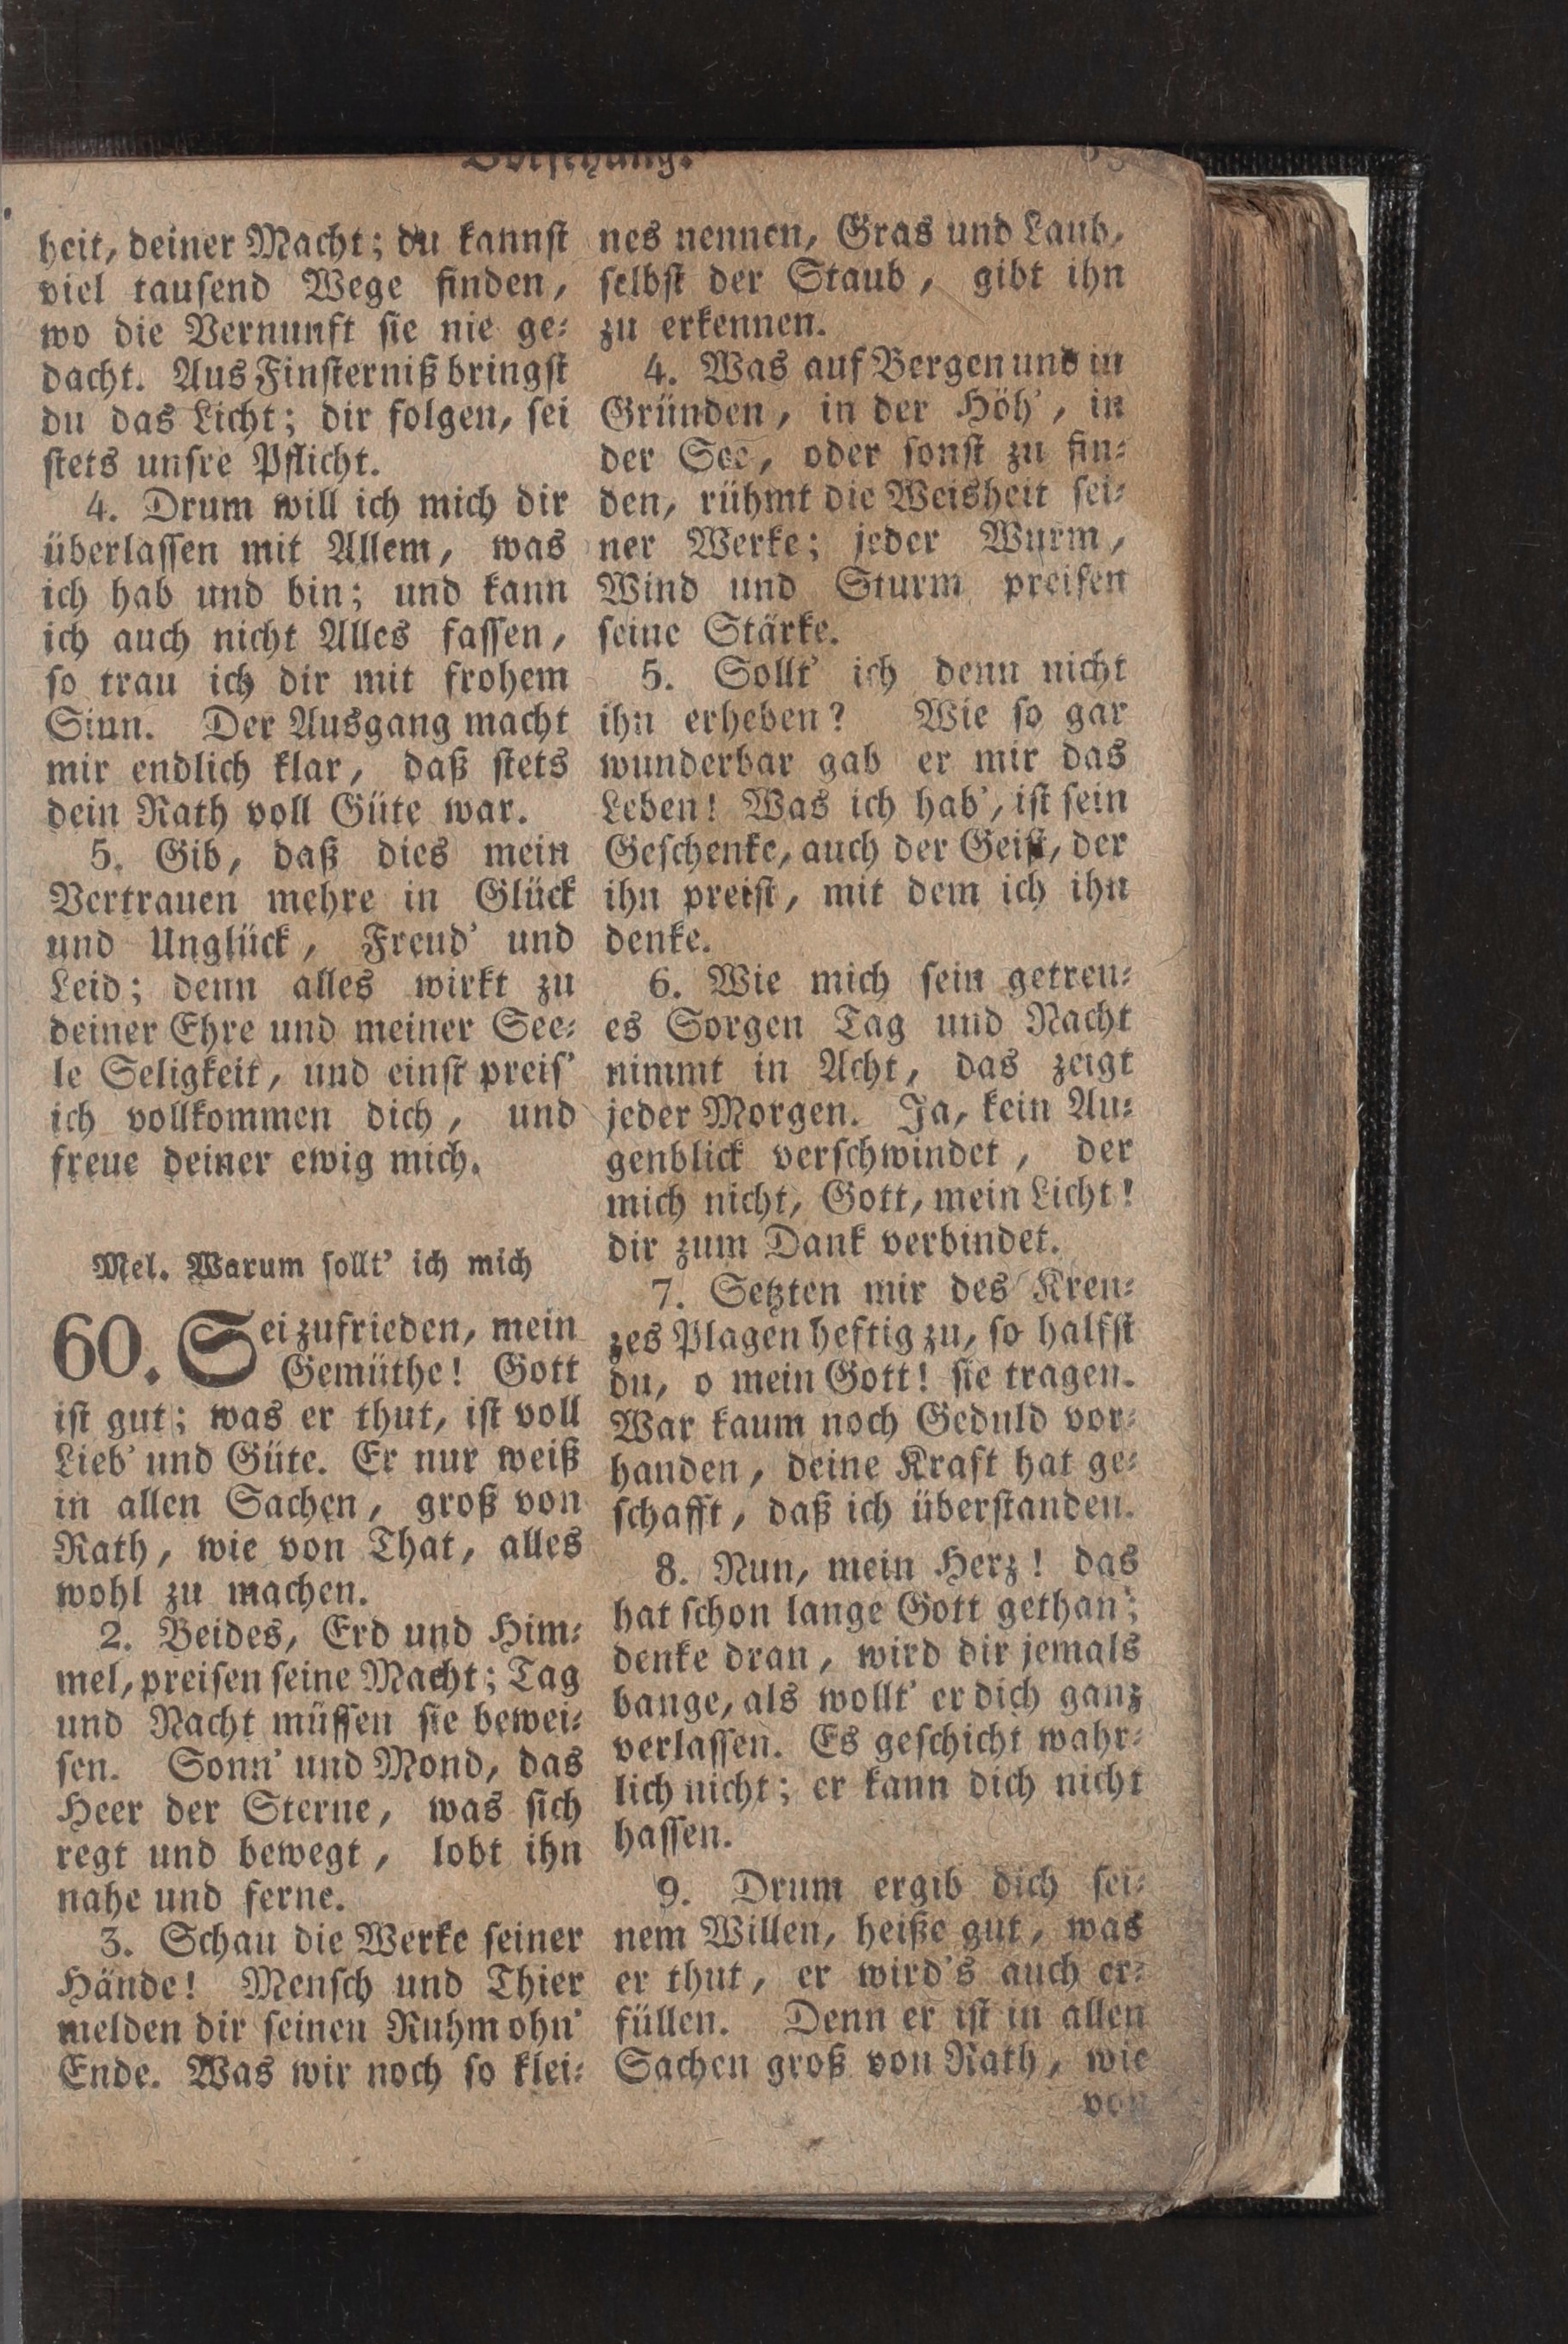 Vorsehung.
heit, deiner Macht; du kannst
viel tausend Wege finden,
wo die Vernunft sie nie ge⸗
dacht. Aus Finsterniß bringst
du das Licht; dir folgen, sei
stets unsre Pflicht.
4. Drum will ich mich dir
überlassen mit Allem, was
ich hab und bin; und kann
ich auch nicht Alles fassen,
so trau ich dir mit frohem
Sinn. Der Ausgang macht
mir endlich klar, daß stets
dein Rath voll Güte war.
5. Gib, daß dies mein
Vertrauen mehre in Glück
und Unglück, Freud' und
Leid; denn alles wirkt zu
deiner Ehre und meiner See⸗
le Seligkeit, und einst preis'
ich vollkommen dich, und
freue deiner ewig mich.
Mel. Warum sollt' ich mich
60. Sei zufrieden, mein
Gemüthe! Gott
ist gut; was er thut, ist voll
Lieb' und Güte. Er nur weiß
in allen Sachen, groß von
Rath, wie von That, alles
wohl zu machen.
2. Beides, Erd und Him⸗
mel, preisen seine Macht; Tag
und Nacht müssen sie bewei⸗
sen. Sonn' und Mond, das
Heer der Sterne, was sich
regt und bewegt, lobt ihn
nahe und ferne.
3. Schau die Werke seiner
Hände! Mensch und Thier
melden dir seinen Ruhm ohn'
Ende. Was wir noch so klei⸗
nes nennen, Gras und Laub,
selbst der Staub, gibt ihn
zu erkennen.
4. Was auf Bergen und in
Gründen, in der Höh', in
der See, oder sonst zu fin⸗
den, rühmt die Weisheit sei⸗
ner Werke; jeder Wurm,
Wind und Sturm preisen
seine Stärke.
5. Sollt' ich denn nicht
ihn erheben? Wie so gar
wunderbar gab er mir das
Leben! Was ich hab', ist sein
Geschenke, auch der Geist, der
ihn preist, mit dem ich ihn
denke.
6. Wie mich sein getreu⸗
es Sorgen Tag und Nacht
nimmt in Acht, das zeigt
jeder Morgen. Ja, kein Au⸗
genblick verschwindet, der
mich nicht, Gott, mein Licht!
dir zum Dank verbindet.
7. Setzten mir des Kreu⸗
zes Plagen heftig zu, so halfst
du, o mein Gott! sie tragen.
War kaum noch Geduld vor⸗
handen, deine Kraft hat ge⸗
schafft, daß ich überstanden.
8. Nun, mein Herz! das
hat schon lange Gott gethan;
denke dran, wird dir jemals
bange, als wollt' er dich ganz
verlassen. Es geschicht wahr⸗
lich nicht; er kann dich nicht
hassen.
9. Drum ergib dich sei⸗
nem Willen, heiße gut, was
er thut, er wird's auch er⸗
füllen. Denn er ist in allen
Sachen groß von Rath, wie
von